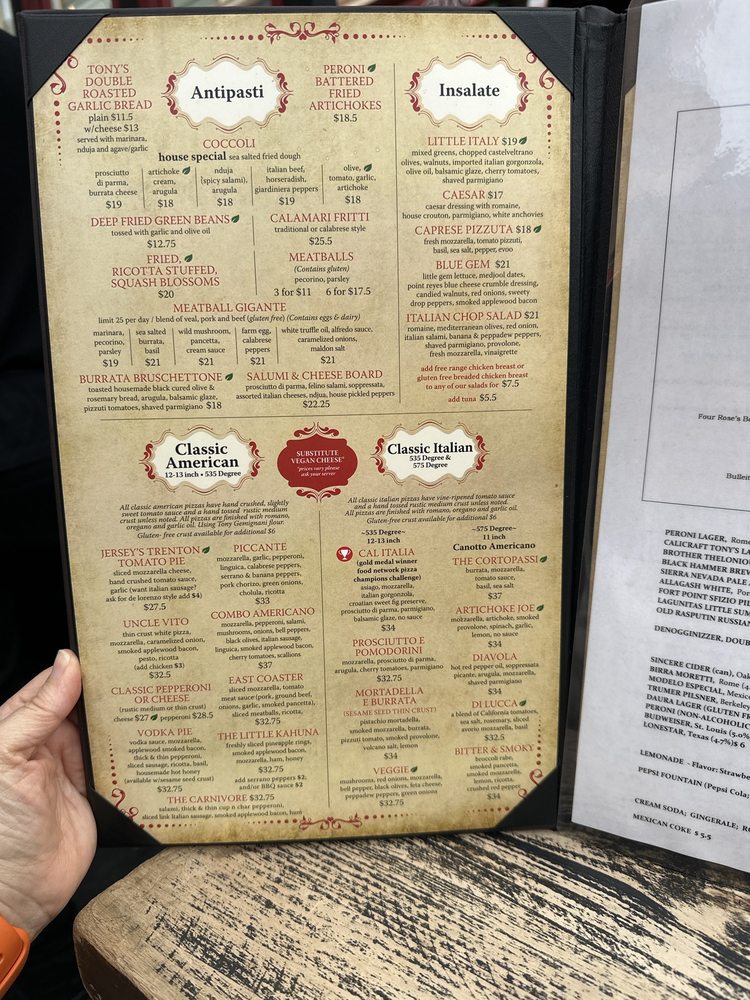 TONY'S
DOUBLE
ROASTED
GARLIC BREAD
plain $11.5
w/cheese $13
served with marinara,
nduja and agave/garlic
Antipasti
PERONI
BATTERED
FRIED
ARTICHOKES
$18.5
COCCOLI
house special sea salted fried dough
prosciutto
di parma,
burrata cheese
$19
artichoke
cream,
arugula
$18
nduja
(spicy salami),
arugula
$18
italian beef,
horseradish,
giardiniera peppers
$19
olive,
tomato, garlic,
artichoke
$18
DEEP FRIED GREEN BEANS
tossed with garlic and olive oil
$12.75
CALAMARI FRITTI
traditional or calabrese style
$25.5
FRIED,
RICOTTA STUFFED,
SQUASH BLOSSOMS
$20
MEATBALLS
(Contains gluten)
pecorino, parsley
3 for $11 6 for $17.5
MEATBALL GIGANTE
limit 25 per day / blend of veal, pork and beef (gluten free) (Contains eggs & dairy)
marinara,
pecorino,
parsley
$19
sea salted
burrata,
basil
$21
wild mushroom,
pancetta,
cream sauce
$21
farm egg,
calabrese
peppers
$21
white truffle oil, alfredo sauce,
caramelized onions,
maldon salt
$21
BURRATA BRUSCHETTONE
toasted housemade black cured olive &
rosemary bread, arugula, balsamic glaze,
pizzuti tomatoes, shaved parmigiano $18
SALUMI & CHEESE BOARD
prosciutto di parma, felino salami, soppressata,
assorted italian cheeses, ndjua, house pickled peppers
$22.25
Insalate
LITTLE ITALY $19
mixed greens, chopped castelveltrano
olives, walnuts, imported italian gorgonzola,
olive oil, balsamic glaze, cherry tomatoes,
shaved parmigiano
CAESAR $17
caesar dressing with romaine,
house crouton, parmigiano, white anchovies
CAPRESE PIZZUTA $18
fresh mozzarella, tomato pizzuti,
basil, sea salt, pepper, evoo
BLUE GEM $21
little gem lettuce, medjool dates,
point reyes blue cheese crumble dressing,
candied walnuts, red onions, sweety
drop peppers, smoked applewood bacon
ITALIAN CHOP SALAD $21
romaine, mediterranean olives, red onion,
italian salami, banana & peppadew peppers,
shaved parmigiano, provolone,
fresh mozzarella, vinaigrette
add free range chicken breast or
gluten free breaded chicken breast
to any of our salads for $7.5
add tuna $5.5
Classic
American
12-13 inch • 535 Degree
SUBSTITUTE
VEGAN CHEESE*
*prices vary please
ask your server
Classic Italian
535 Degree &
575 Degree
All classic american pizzas have hand crushed, slightly
sweet tomato sauce and a hand tossed rustic medium
crust unless noted. All pizzas are finished with romano,
oregano and garlic oil. Using Tony Gemignani flour.
Gluten- free crust available for additional $6
JERSEY'S TRENTON
TOMATO PIE
sliced mozzarella cheese,
hand crushed tomato sauce,
garlic (want italian sausage?
ask for de lorenzo style add $4)
$27.5
UNCLE VITO
thin crust white pizza,
mozzarella, caramelized onion,
smoked applewood bacon,
pesto, ricotta
(add chicken $3)
$32.5
CLASSIC PEPPERONI
OR CHEESE
(rustic medium or thin crust)
cheese $27 pepperoni $28.5
VODKA PIE
vodka sauce, mozzarella,
applewood smoked bacon,
thick & thin pepperoni,
sliced sausage, ricotta, basil,
housemade hot honey
(available w/sesame seed crust)
$32.75
PICCANTE
mozzarella, garlic, pepperoni,
linguica, calabrese peppers,
serrano & banana peppers,
pork chorizo, green onions,
cholula, ricotta
$33
COMBO AMERICANO
mozzarella, pepperoni, salami,
mushrooms, onions, bell peppers,
black olives, italian sausage,
linguica, smoked applewood bacon,
cherry tomatoes, scallions
$37
EAST COASTER
sliced mozzarella, tomato
meat sauce (pork, ground beef,
onions, garlic, smoked pancetta),
sliced meatballs, ricotta,
$32.75
THE LITTLE KAHUNA
freshly sliced pineapple rings,
smoked applewood bacon,
mozzarella, ham, honey
$32.75
add serrano peppers $2,
and/or BBQ sauce $2
THE CARNIVORE $32.75
salami, thick & thin cup n char pepperoni,
sliced link italian sausage, smoked applewood bacon, ham
All classic italian pizzas have vine-ripened tomato sauce
and a hand tossed rustic medium crust unless noted.
All pizzas are finished with romano, oregano and garlic oil.
Gluten-free crust available for additional $6
~535 Degree~
12-13 inch
CAL ITALIA
(gold medal winner
food network pizza
champions challenge)
asiago, mozzarella,
italian gorgonzola,
croatian sweet fig preserve,
prosciutto di parma, parmigiano,
balsamic glaze, no sauce
$34
PROSCIUTTO E
POMODORINI
mozzarella, prosciutto di parma,
arugula, cherry tomatoes, parmigiano
$32.75
MORTADELLA
E BURRATA
(SESAME SEED THIN CRUST)
pistachio mortadella,
smoked mozzarella, burrata,
pizzuti tomato, smoked provolone,
volcano salt, lemon
$34
VEGGIE
mushrooms, red onions, mozzarella,
bell pepper, black olives, feta cheese,
peppadew peppers, green onions
$32.75
~575 Degree~
11 inch
Canotto Americano
THE CORTOPASSI
burrata, mozzarella,
tomato sauce,
basil, sea salt
$37
ARTICHOKE JOE
mozzarella, artichoke, smoked
provolone, spinach, garlic,
lemon, no sauce
$34
DIAVOLA
hot red pepper oil, soppressata
picante, arugula, mozzarella,
shaved parmigiano
$34
DI LUCCA
a blend of California tomatoes,
sea salt, rosemary, sliced
avorio mozzarella, basil
$32.5
BITTER & SMOKY
broccoli rabe,
smoked pancetta,
smoked mozzarella,
lemon, ricotta,
crushed red pepper
$34
Four Rose's
Bulleit
PERONI LAGER, Rome
CALICRAFT TONY'S
BROTHER THELONIOUS
BLACK HAMMER
SIERRA NEVADA PALE
ALLAGASH WHITE,
FORT POINT SFIZIO
LAGUNITAS LITTLE
OLD RASPUTIN RUSSIAN
DENOGGINIZZER,
SINCERE CIDER (can),
BIRRA MORETTI, Rome
MODELO ESPECIAL,
TRUMER PILSNER, Berkeley
DAURA LAGER (GLUTEN
PERONI (NON-ALCOHOLIC
BUDWEISER, St. Louis (5.0%
LONESTAR, Texas (4.7%)$ 6
LEMONADE - Flavor:
PEPSI FOUNTAIN (Pepsi Cola;
CREAM SODA; GINGERALE;
MEXICAN COKE $ 5.5